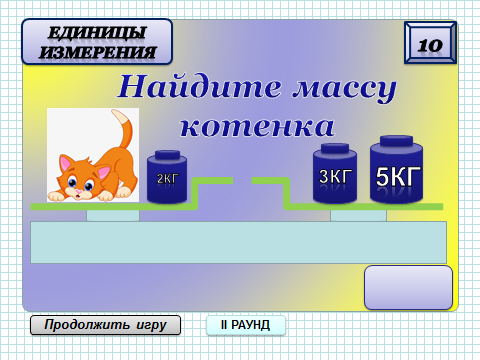 ЕДИНИЦЫ
ИЗМЕРЕНИЯ
10
Найдите массу
котенка
2КГ
3КГ
5КГ
Продолжить игру
II РАУНД